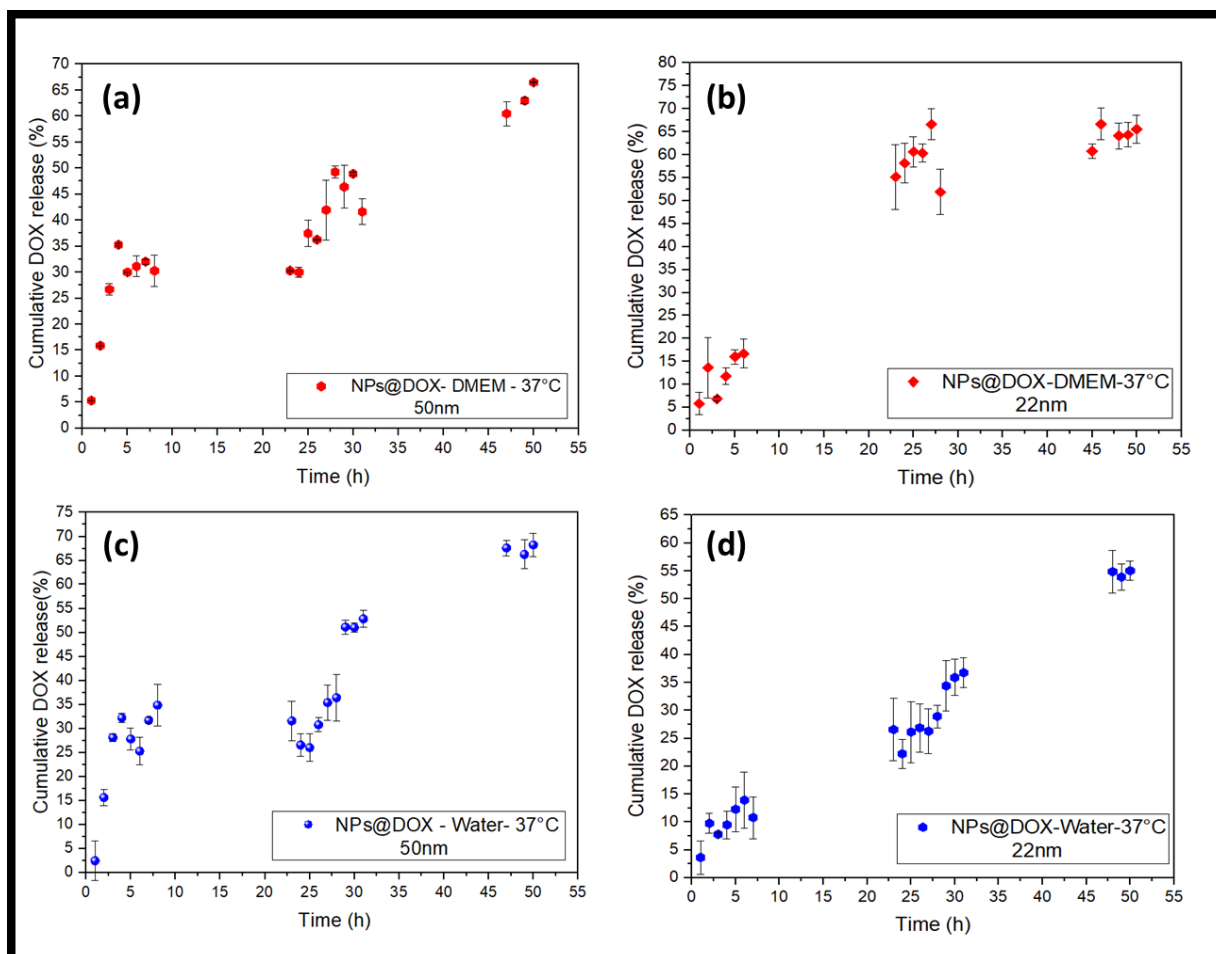 (a)
Cumulative DOX release (%)
70
65
60
55
50
45
40
35
30
25
20
15
10
5
0
NPs@DOX- DMEM - 37°C
50nm
0 5 10 15 20 25 30 35 40 45 50 55
Time (h)
(b)
Cumulative DOX release (%)
80
75
70
65
60
55
50
45
40
35
30
25
20
15
10
5
0
NPs@DOX-DMEM-37°C
22nm
0 5 10 15 20 25 30 35 40 45 50 55
Time (h)
(c)
Cumulative DOX release(%)
75
70
65
60
55
50
45
40
35
30
25
20
15
10
5
0
NPs@DOX - Water- 37°C
50nm
0 5 10 15 20 25 30 35 40 45 50 55
Time (h)
(d)
Cumulative DOX release (%)
65
60
55
50
45
40
35
30
25
20
15
10
5
0
NPs@DOX-Water-37°C
22nm
0 5 10 15 20 25 30 35 40 45 50 55
Time (h)